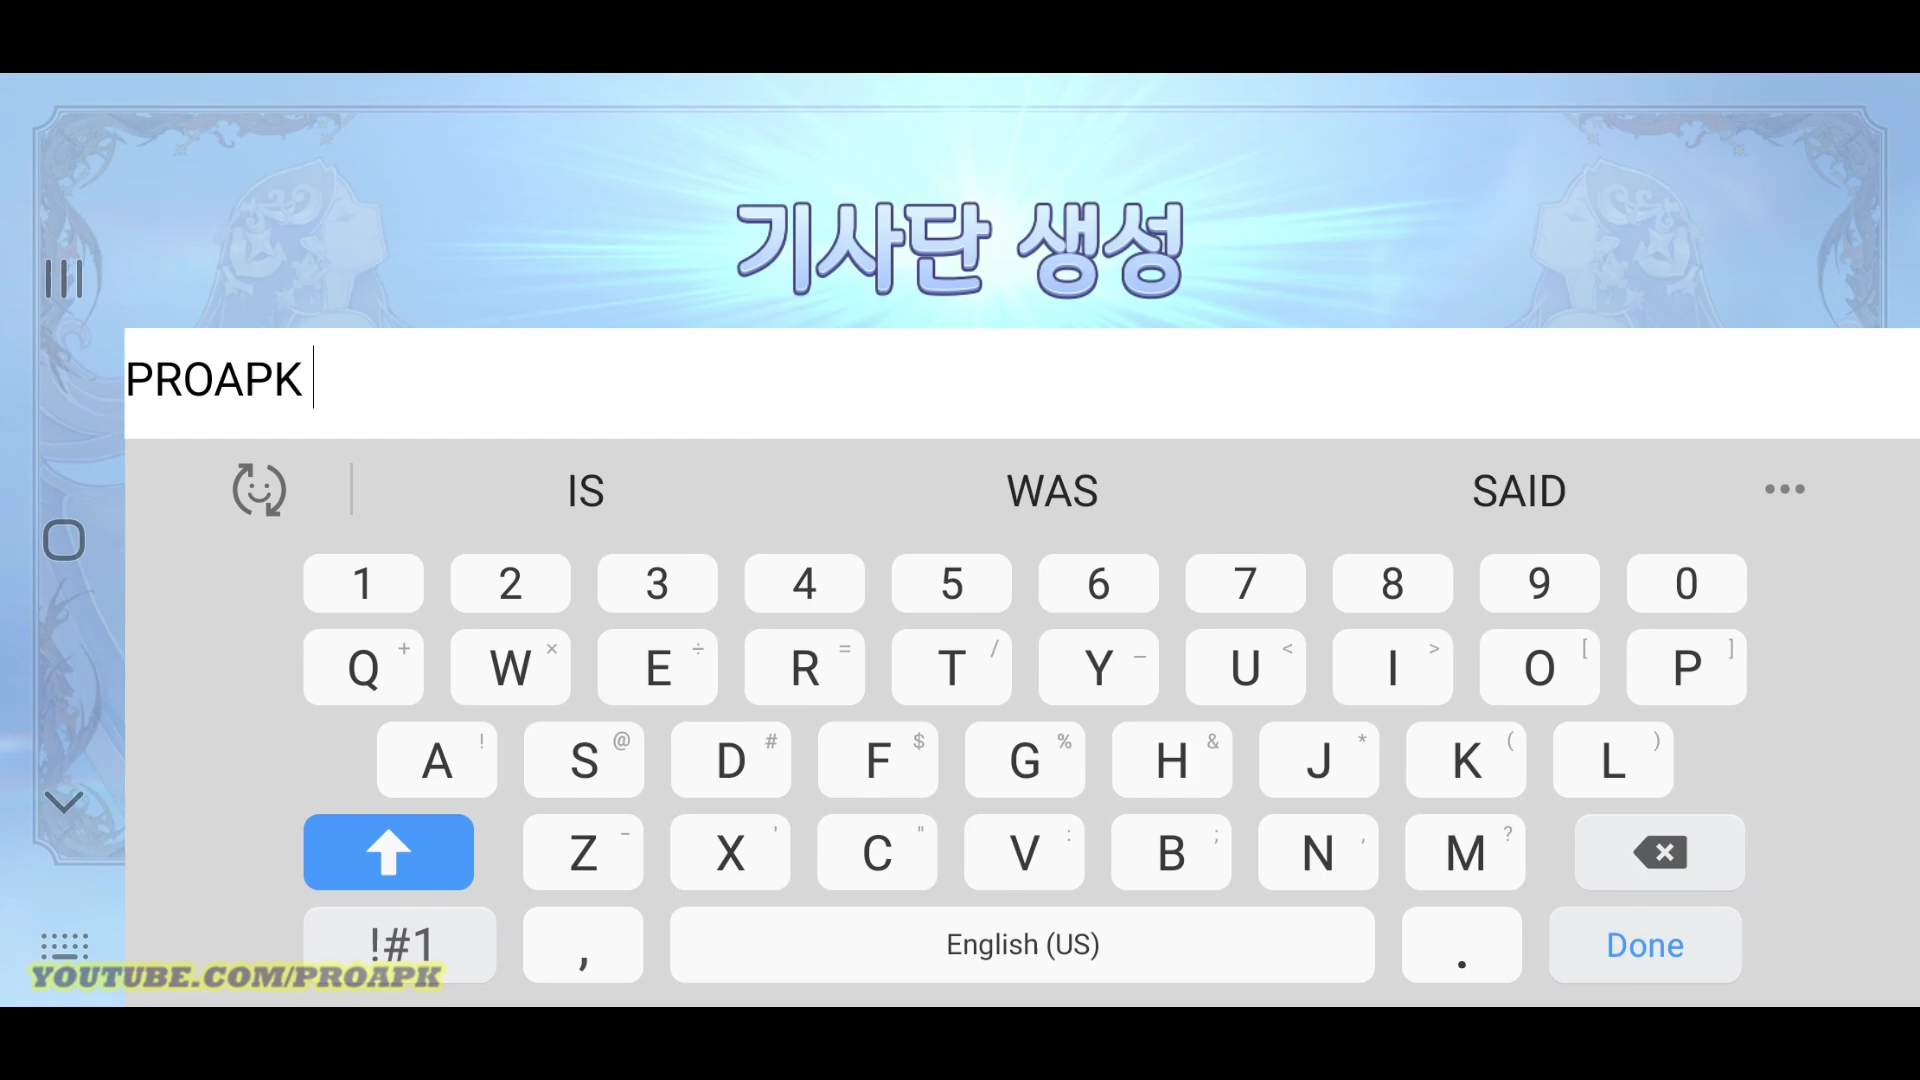 기사단 생성
PROAPK
IS WAS SAID
1 2 3 4 5 6 7 8 9 0
Q + W × E ÷ R = T / Y _ U < I > O [ P ]
A ! S @ D # F $ G % H & J * K ( L )
Z - X ' C " V : B ; N , M ?
!#1 , English (US) . Done
YOUTUBE.COM/PROAPK